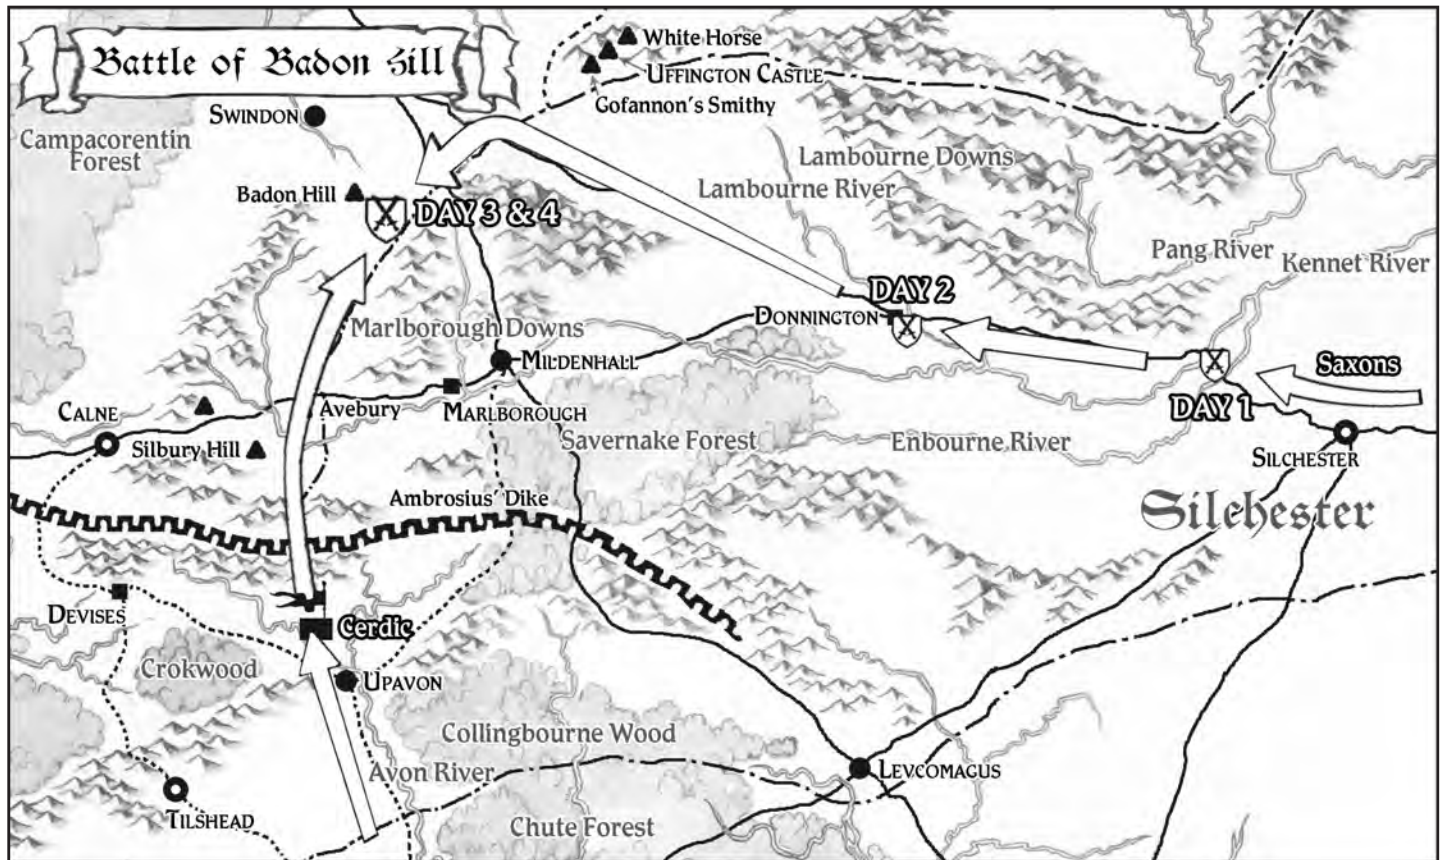 Battle of Badon Hill
White Horse
UFFINGTON CASTLE
Gofannon's Smithy
SWINDON
Campacorentin
Forest
Lambourne Downs
Lambourne River
Badon Hill
DAY 3 & 4
Pang River
Kennet River
DAY 2
DONNINGTON
Marlborough Downs
MILDENHALL
Saxons
DAY 1
CALNE
Avebury
MARLBOROUGH
Silbury Hill
Savernake Forest
Enbourne River
SILCHESTER
Ambrosius' Dike
Silchester
DEVISES
Cerdic
Crokwood
UPAVON
Collingbourne Wood
Avon River
LEVCOMAGUS
TILSHEAD
Chute Forest